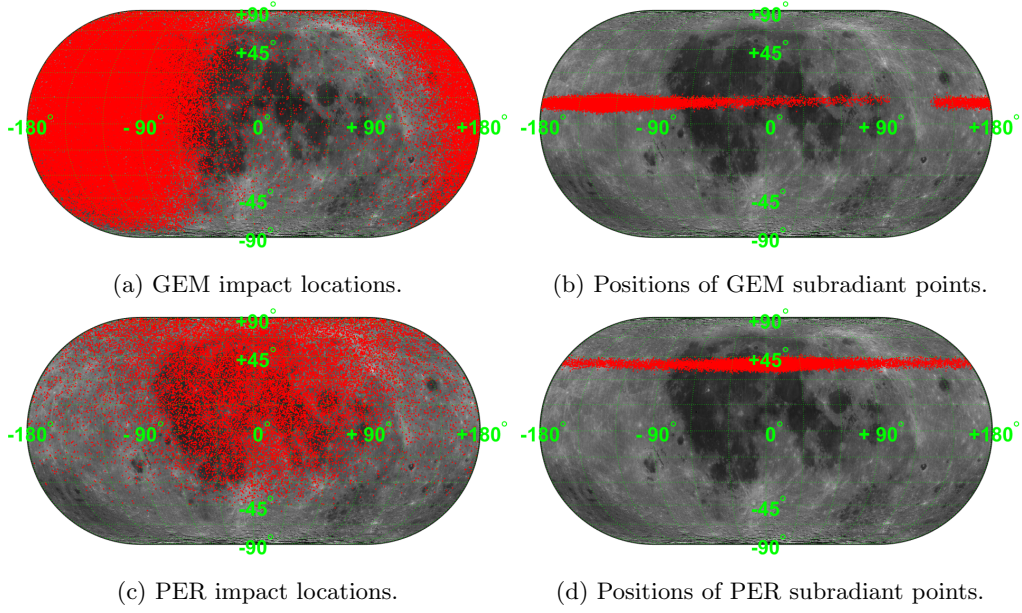 +90°
+45°
-180° -90° 0° +90° +180°
-45°
-90°
(a) GEM impact locations.
+90°
+45°
-180° -90° 0° +90° +180°
-45°
-90°
(b) Positions of GEM subradiant points.
+90°
+45°
-180° -90° 0° +90° +180°
-45°
-90°
(c) PER impact locations.
+90°
+45°
-180° -90° 0° +90° +180°
-45°
-90°
(d) Positions of PER subradiant points.